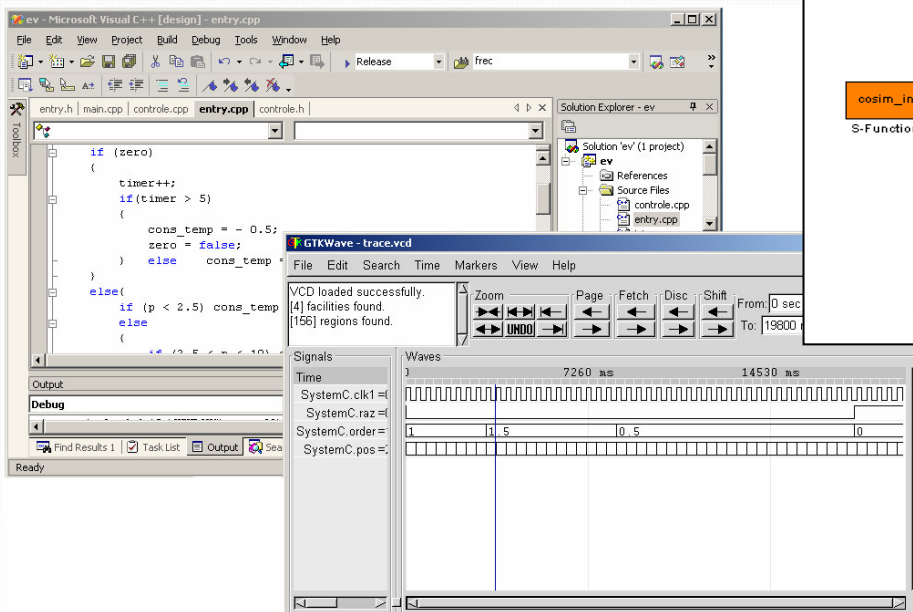 ev - Microsoft Visual C++ [design] - entry.cpp
File Edit View Project Build Debug Tools Window Help
Release frec
entry.h main.cpp controle.cpp entry.cpp controle.h
Toolbox
if (zero)
{
timer++;
if(timer > 5)
{
cons_temp = - 0.5;
zero = false;
} else cons_temp
}
else{
if (p < 2.5) cons_temp
else
{
Output
Debug
Find Results 1 Task List Output Sea
Ready
Solution Explorer - ev
Solution 'ev' (1 project)
ev
References
Source Files
controle.cpp
entry.cpp
cosim_in
S-Function
GTKWave - trace.vcd
File Edit Search Time Markers View Help
VCD loaded successfully.
[4] facilities found.
[156] regions found.
Zoom Page Fetch Disc Shift
UNDO
From: 0 sec
To: 19800
Signals
Time
SystemC.clk1
SystemC.raz
SystemC.order
SystemC.pos
Waves
7260 ms 14530 ms
1 1.5 0.5 0